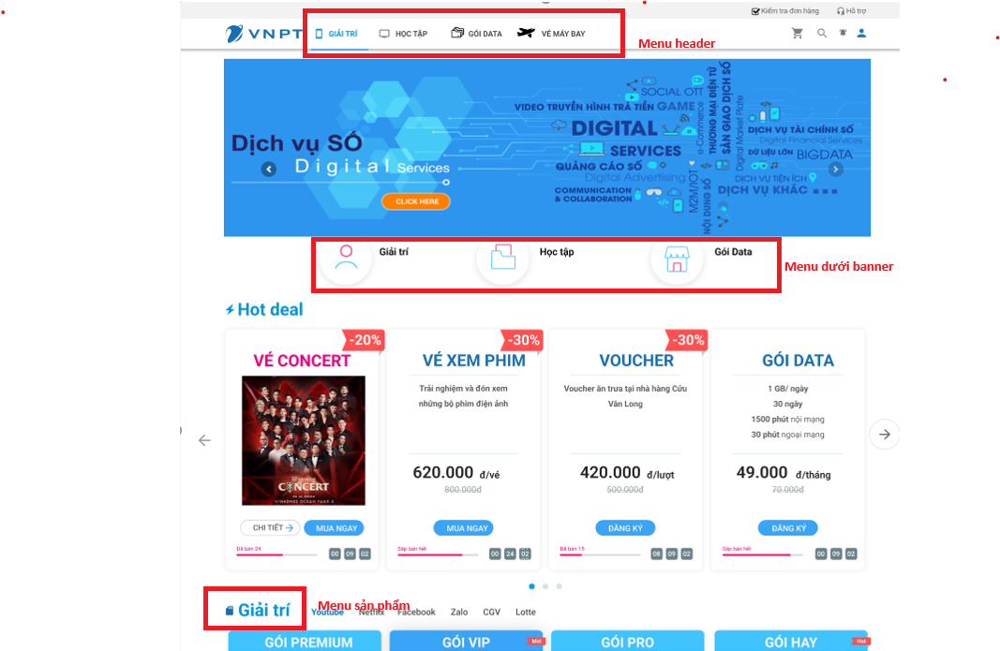 Kiểm tra đơn hàng Hỗ trợ
VNPT GIẢI TRÍ HỌC TẬP GÓI DATA VÉ MÁY BAY
Menu header
Dịch vụ SỐ
Digital Services
CLICK HERE
SOCIAL OTT
VIDEO TRUYỀN HÌNH TRẢ TIỀN GAME
DIGITAL
SERVICES
QUẢNG CÁO SỐ
Digital Advertising
COMMUNICATION
& COLLABORATION
M2M/IOT
NỘI DUNG SỐ
e-Commerce
THƯƠNG MẠI ĐIỆN TỬ
SÀN GIAO DỊCH SỐ
Digital Market Plate
DỊCH VỤ TÀI CHÍNH SỐ
Digital Financial Services
DỮ LIỆU LỚN BIGDATA
DỊCH VỤ TIỆN ÍCH
DỊCH VỤ KHÁC
Giải trí Học tập Gói Data
Menu dưới banner
Hot deal
-20%
VÉ CONCERT
CONCERT
CHI TIẾT
MUA NGAY
Đã bán 24
00 09 02
-30%
VÉ XEM PHIM
Trải nghiệm và đón xem
những bộ phim điện ảnh
620.000 đ/vé
800.000đ
MUA NGAY
Sắp bán hết
00 24 02
-30%
VOUCHER
Voucher ăn trưa tại nhà hàng Cửu
Vân Long
420.000 đ/lượt
500.000đ
ĐĂNG KÝ
Đã bán 15
08 09 02
GÓI DATA
1 GB/ ngày
30 ngày
1500 phút nội mạng
30 phút ngoại mạng
49.000 đ/tháng
70.000đ
ĐĂNG KÝ
Sắp bán hết
00 09 02
Giải trí
Menu sản phẩm
Youtube Netflix Facebook Zalo CGV Lotte
GÓI PREMIUM
GÓI VIP Mới
GÓI PRO
GÓI HAY Hot